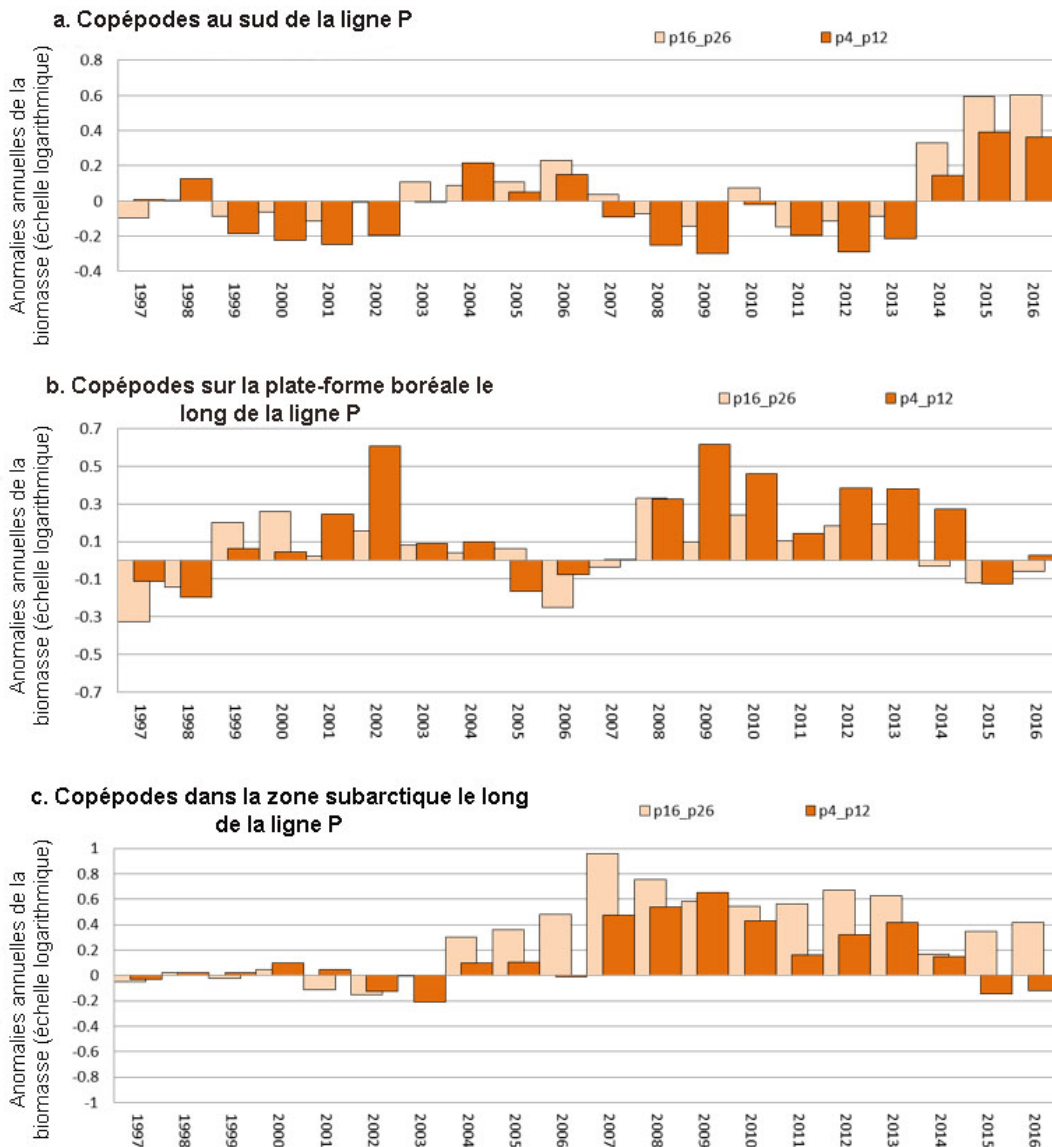 a. Copépodes au sud de la ligne P
p16_p26 p4_p12
Anomalies annuelles de la
biomasse (échelle logarithmique)
0.8
0.6
0.4
0.2
0
-0.2
-0.4
1997 1998 1999 2000 2001 2002 2003 2004 2005 2006 2007 2008 2009 2010 2011 2012 2013 2014 2015 2016
b. Copépodes sur la plate-forme boréale le
long de la ligne P
p16_p26 p4_p12
Anomalies annuelles de la
biomasse (échelle logarithmique)
0.7
0.5
0.3
0.1
-0.1
-0.3
-0.5
-0.7
1997 1998 1999 2000 2001 2002 2003 2004 2005 2006 2007 2008 2009 2010 2011 2012 2013 2014 2015 2016
c. Copépodes dans la zone subarctique le long
de la ligne P
p16_p26 p4_p12
Anomalies annuelles de la
biomasse (échelle logarithmique)
1
0.8
0.6
0.4
0.2
0
-0.2
-0.4
-0.6
-0.8
-1
1997 1998 1999 2000 2001 2002 2003 2004 2005 2006 2007 2008 2009 2010 2011 2012 2013 2014 2015 2016